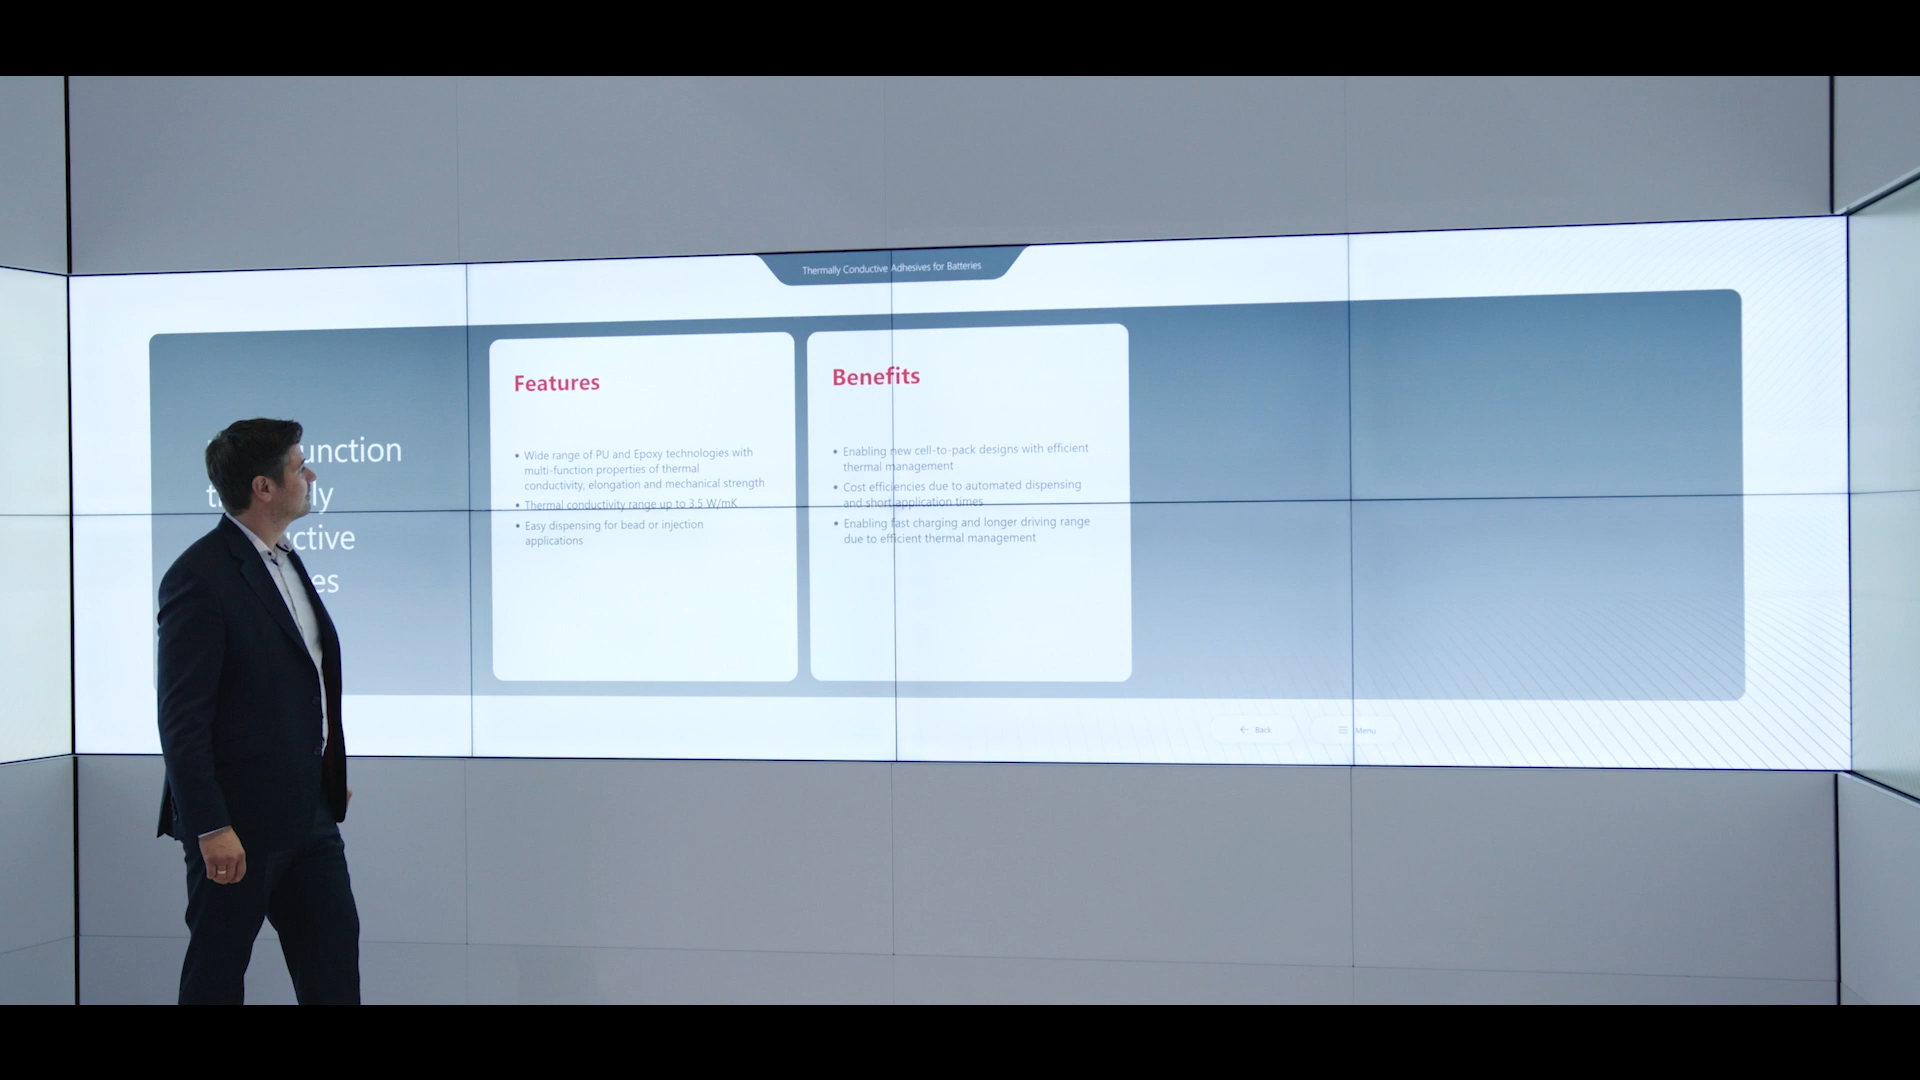 Thermally Conductive Adhesives for Batteries
unction
ly
ctive
es
Features
• Wide range of PU and Epoxy technologies with
multi-function properties of thermal
conductivity, elongation and mechanical strength
• Thermal conductivity range up to 3.5 W/mK
• Easy dispensing for bead or injection
applications
Benefits
• Enabling new cell-to-pack designs with efficient
thermal management
• Cost efficiencies due to automated dispensing
and short application times
• Enabling fast charging and longer driving range
due to efficient thermal management
← Back
Menu